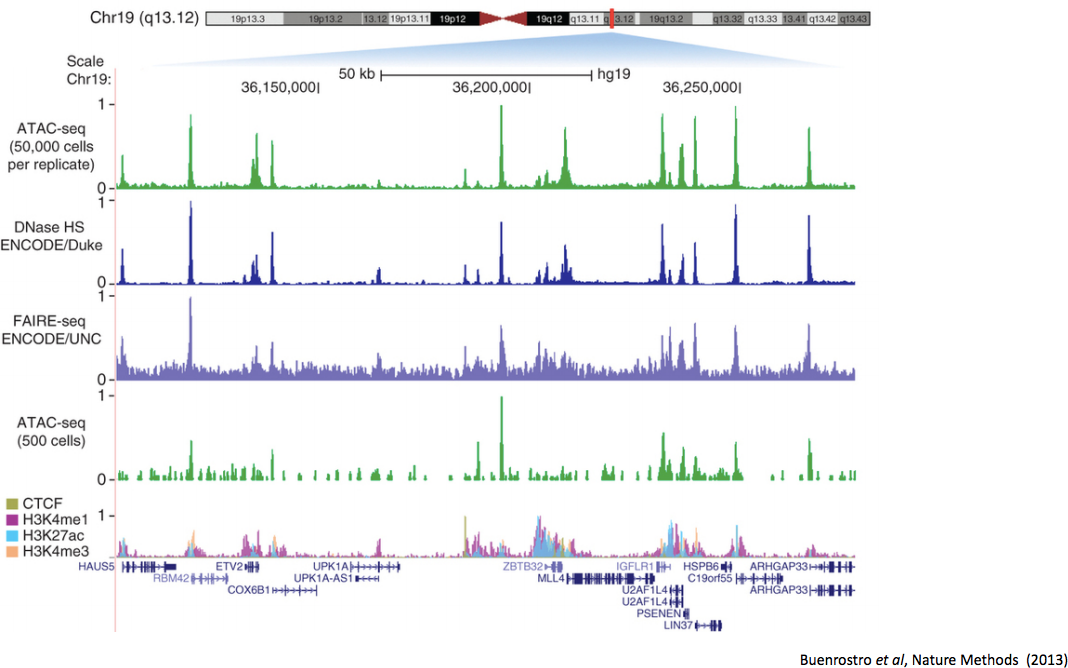 Chr19 (q13.12)
19p13.3 19p13.2 13.12 19p13.11 19p12 19q12 q13.11 q13.12 19q13.2 q13.32 q13.33 13.41 q13.42 q13.43
Scale
50 kb hg19
Chr19:
36,150,000| 36,200,000| 36,250,000|
1
ATAC-seq
(50,000 cells
per replicate)
0
1
DNase HS
ENCODE/Duke
0
1
FAIRE-seq
ENCODE/UNC
0
1
ATAC-seq
(500 cells)
0
CTCF
1
H3K4me1
H3K27ac
H3K4me3
HAUS5 ETV2 UPK1A ZBTB32 IGFLR1 HSPB6 ARHGAP33
RBM42 UPK1A-AS1 MLL4 C19orf55
COX6B1 U2AF1L4 ARHGAP33
U2AF1L4
PSENEN
LIN37
Buenrostro et al, Nature Methods (2013)